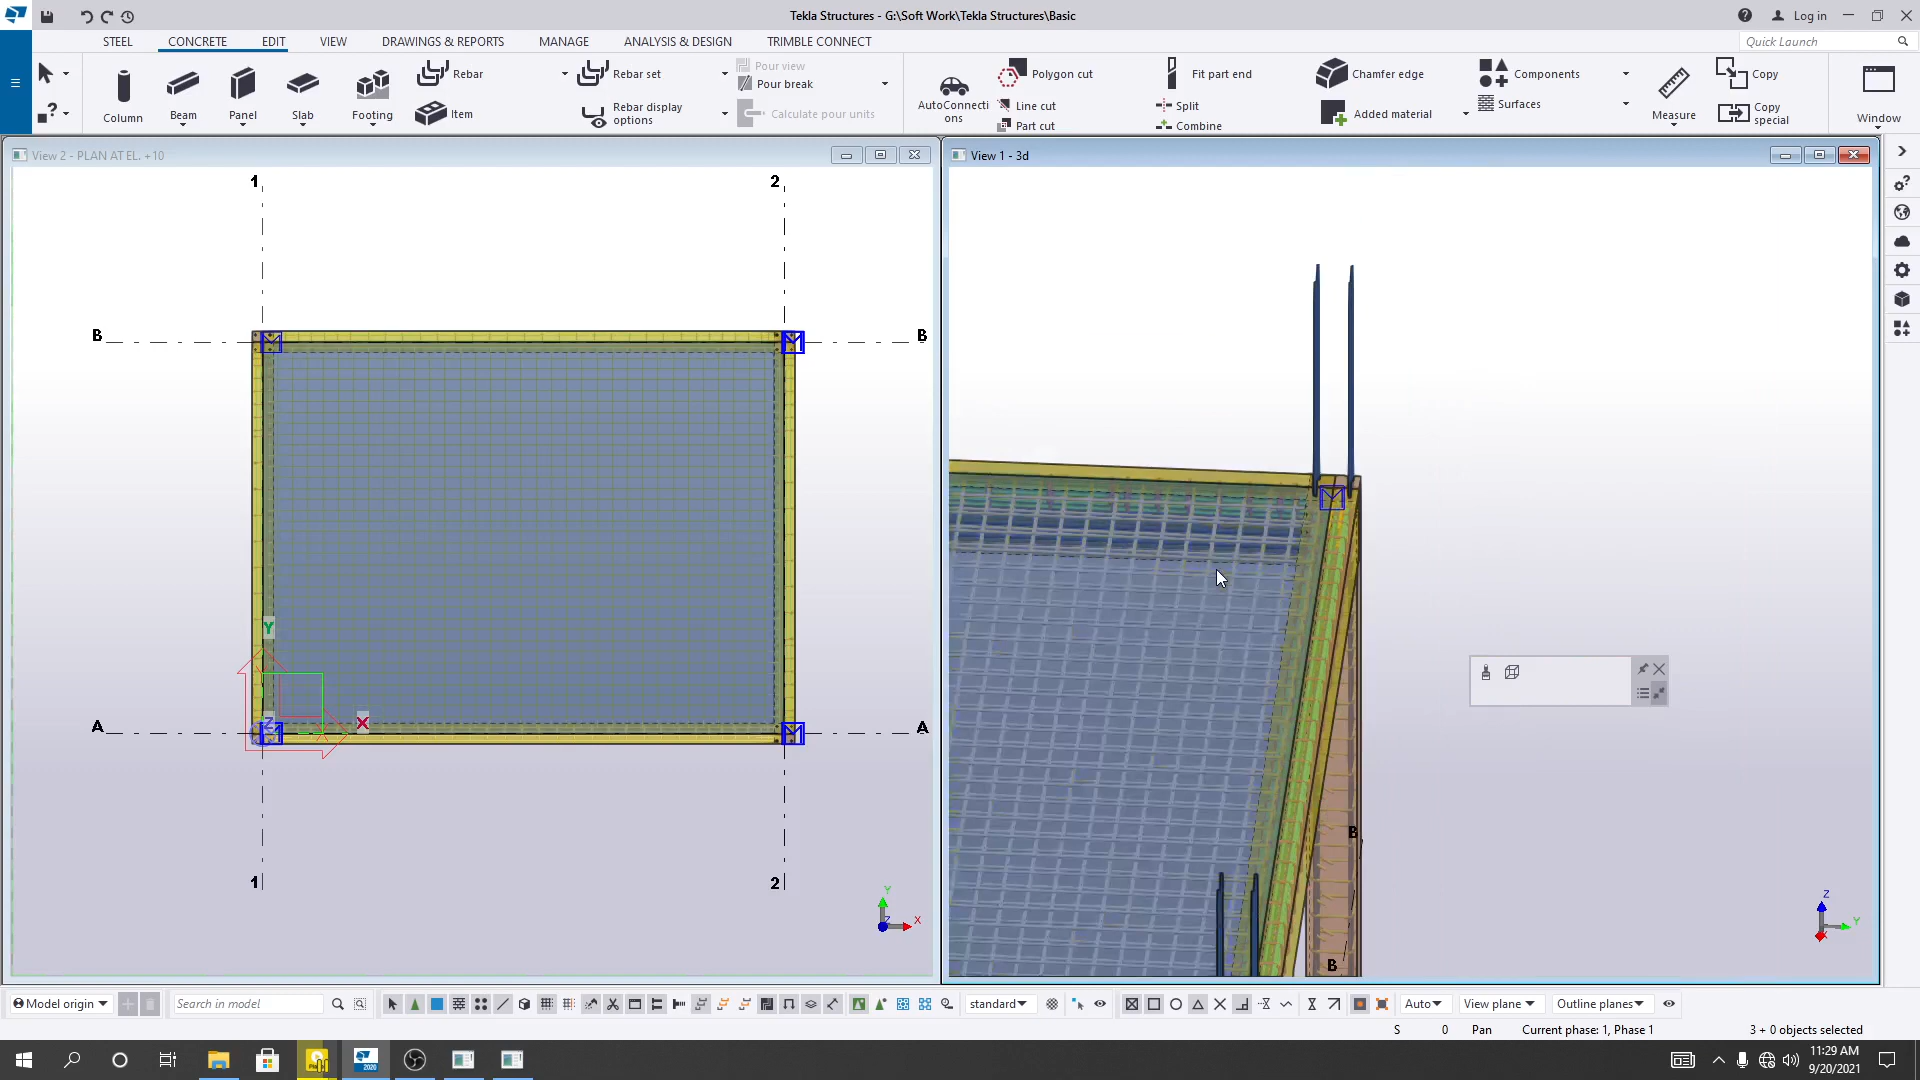 Tekla Structures - G:\Soft Work\Tekla Structures\Basic
Log in
STEEL CONCRETE EDIT VIEW DRAWINGS & REPORTS MANAGE ANALYSIS & DESIGN TRIMBLE CONNECT
Quick Launch
Column
Beam
Panel
Slab
Footing
Rebar
Item
Rebar set
Rebar display
options
Pour view
Pour break
Calculate pour units
AutoConnecti
ons
Polygon cut
Line cut
Part cut
Fit part end
Split
Combine
Chamfer edge
Added material
Components
Surfaces
Measure
Copy
Copy
special
Window
View 2 - PLAN AT EL. +10
1 2
B B
Y
Z X
A A
1 2
Y
Z X
View 1 - 3d
B
B
Z
Y
Model origin
Search in model
standard
Auto
View plane
Outline planes
S 0 Pan Current phase: 1, Phase 1 3 + 0 objects selected
2020
11:29 AM
9/20/2021